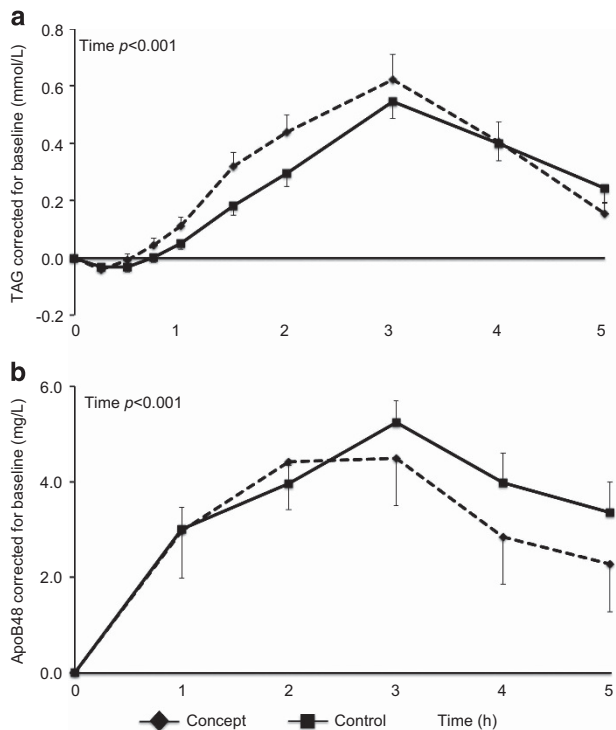 a
TAG corrected for baseline (mmol/L)
Time p<0.001
0.8
0.6
0.4
0.2
0.0
-0.2
0 1 2 3 4 5
b
ApoB48 corrected for baseline (mg/L)
Time p<0.001
6.0
4.0
2.0
0.0
0 1 2 3 4 5
Concept Control Time (h)